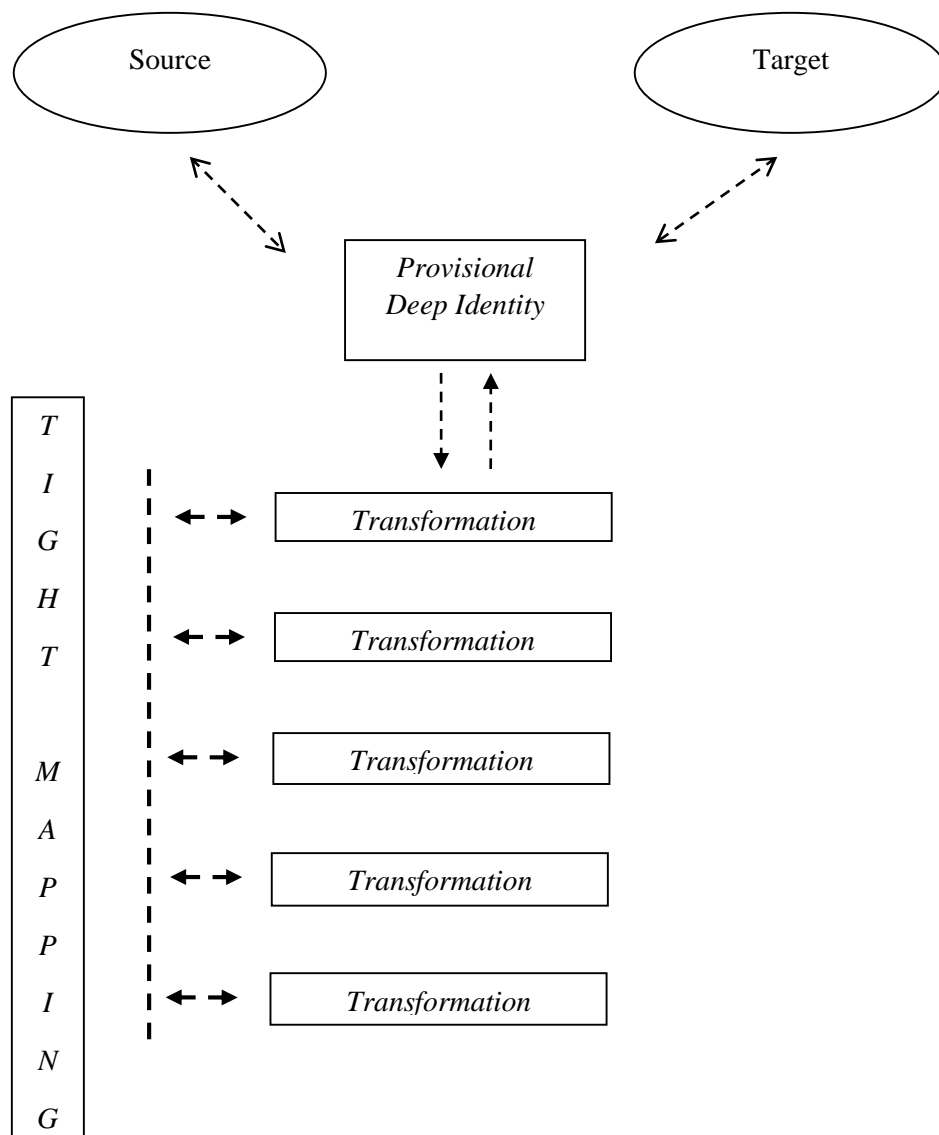 Source
Target
Provisional
Deep Identity
T
I
G
H
T
M
A
P
P
I
N
G
Transformation
Transformation
Transformation
Transformation
Transformation